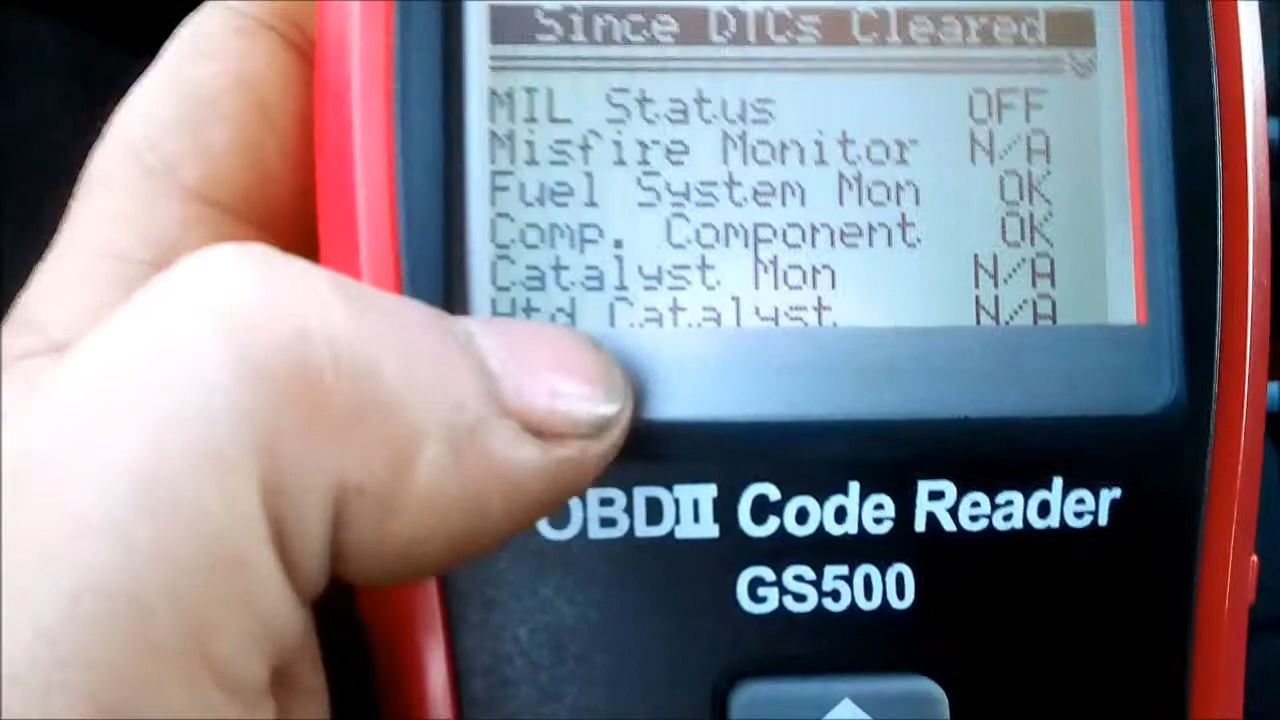 Since DTCs Cleared
MIL Status OFF
Misfire Monitor N/A
Fuel System Mon OK
Comp. Component OK
Catalyst Mon N/A
Htd Catalyst N/A
OBDII Code Reader
GS500